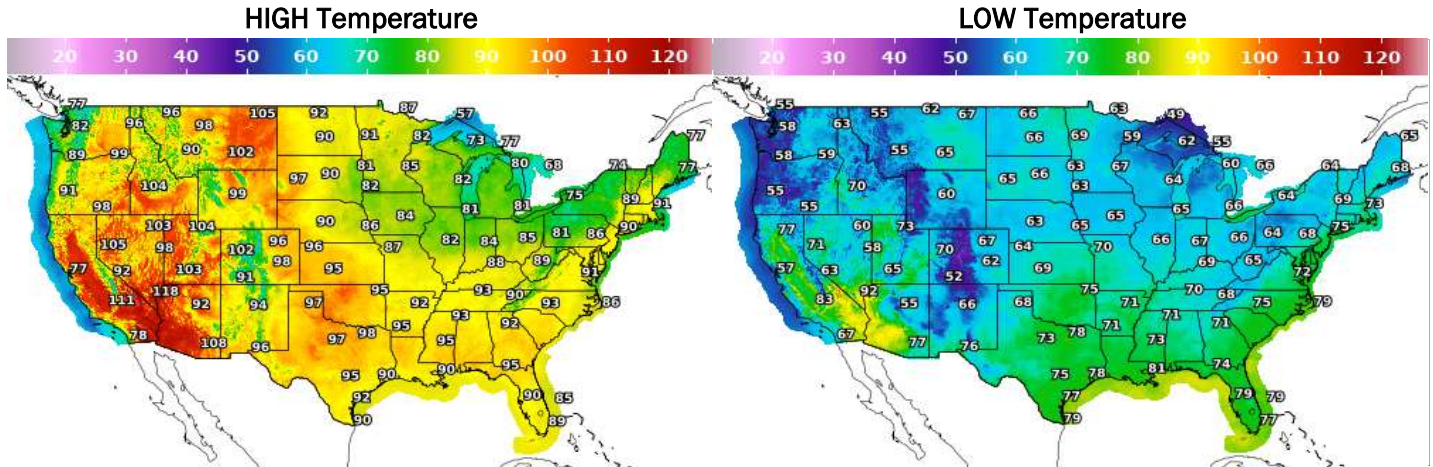 HIGH Temperature LOW Temperature
20 30 40 50 60 70 80 90 100 110 120 20 30 40 50 60 70 80 90 100 110 120
77 96 105 92 87 57 55 55 62 67 66 63 49
82 96 98 90 91 82 73 77 77 58 63 66 69 59 62 55 65
89 99 90 102 81 85 80 68 74 77 58 59 55 65 63 67 60 66 64 68
91 104 99 97 90 82 82 75 89 91 55 70 60 65 66 63 64 64 69 73
98 81 81 55 65 66
103 104 90 86 84 90 77 60 73 63 65 65 75
105 98 102 96 96 87 82 84 85 81 86 71 58 70 67 64 70 66 67 66 64 68
77 92 103 91 98 95 88 89 91 57 63 65 52 62 69 69 65 72
111 118 92 94 97 95 92 93 90 93 86 83 92 55 66 68 75 71 70 68 75 79
78 108 96 97 98 95 93 95 92 67 77 76 73 78 71 71 73 71
95 90 90 95 75 78 81 74
92 90 85 77 79 79
90 89 79 77